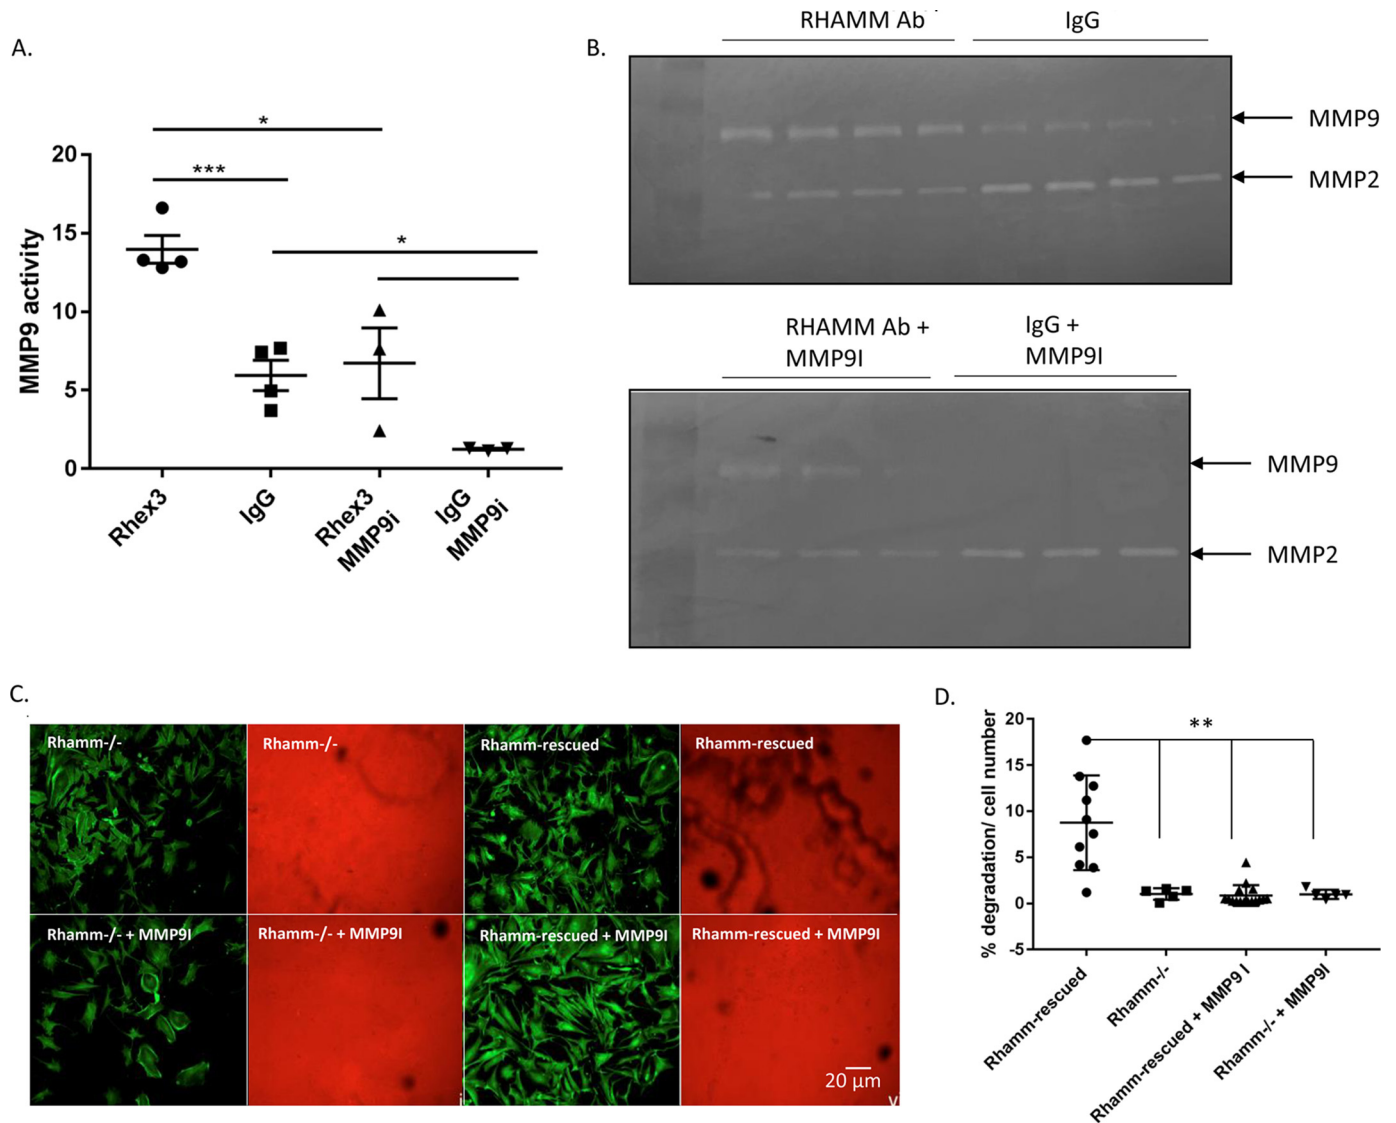 A.
*
***
*
20
15
10
5
0
MMP9 activity
Rhex3
IgG
Rhex3
MMP9i
IgG
MMP9i
B.
RHAMM Ab
IgG
MMP9
MMP2
RHAMM Ab +
MMP9I
IgG +
MMP9I
MMP9
MMP2
C.
Rhamm-/-
Rhamm-/-
Rhamm-rescued
Rhamm-rescued
Rhamm-/- + MMP9I
Rhamm-/- + MMP9I
Rhamm-rescued + MMP9I
Rhamm-rescued + MMP9I
20 µm
D.
**
20
15
10
5
0
-5
% degradation/ cell number
Rhamm-rescued
Rhamm-/-
Rhamm-rescued + MMP9 I
Rhamm-/- + MMP9I